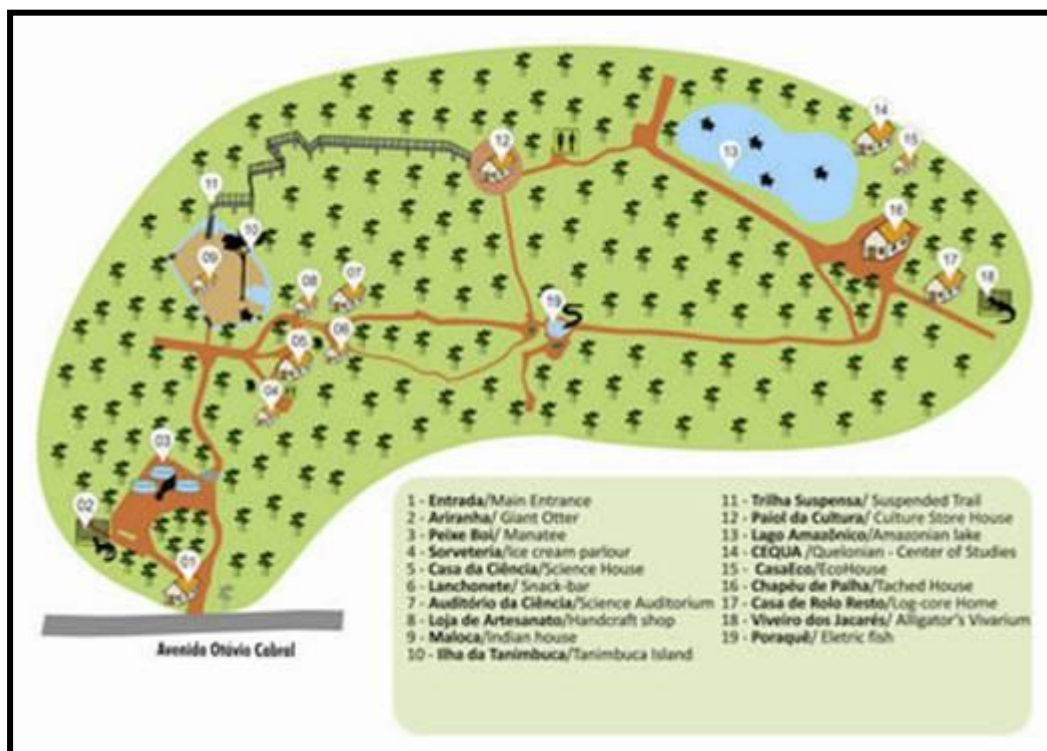 11
12
13
14
15
16
17
18
10
09
08
07
19
06
05
04
03
02
01
Avenida Otávio Cabral
1 - Entrada/Main Entrance
2 - Ariranha/ Giant Otter
3 - Peixe Boi/ Manatee
4 - Sorveteria/Ice cream parlour
5 - Casa da Ciência/Science House
6 - Lanchonete/ Snack-bar
7 - Auditório da Ciência/Science Auditorium
8 - Loja de Artesanato/Handcraft shop
9 - Maloca/Indian house
10 - Ilha da Tanimbuca/Tanimbuca Island
11 - Trilha Suspensa/ Suspended Trail
12 - Paiol da Cultura/ Culture Store House
13 - Lago Amazônico/Amazonian lake
14 - CEQUA /Quelonian - Center of Studies
15 - CasaEco/EcoHouse
16 - Chapéu de Palha/Tached House
17 - Casa de Rolo Resto/Log-core Home
18 - Viveiro dos Jacarés/ Alligator's Vivarium
19 - Poraquê/ Eletric fish